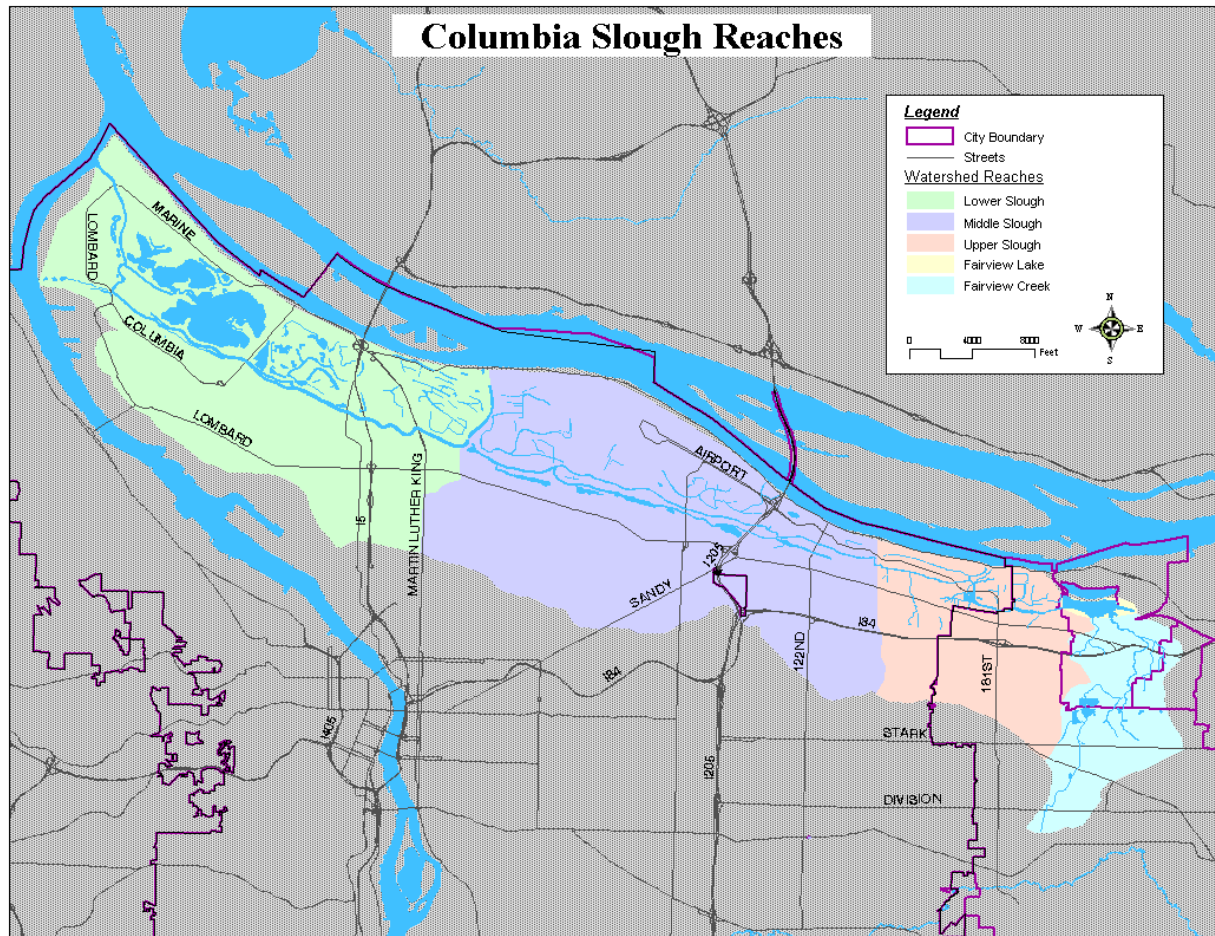 Columbia Slough Reaches
Legend
City Boundary
Streets
Watershed Reaches
Lower Slough
Middle Slough
Upper Slough
Fairview Lake
Fairview Creek
N
W E
S
0 4000 8000
Feet
MARINE
LOMBARD
COLUMBIA
LOMBARD
AIRPORT
I5
MARTIN LUTHER KING
I205
SANDY
I84
122ND
I84
181ST
I405
STARK
I205
DIVISION